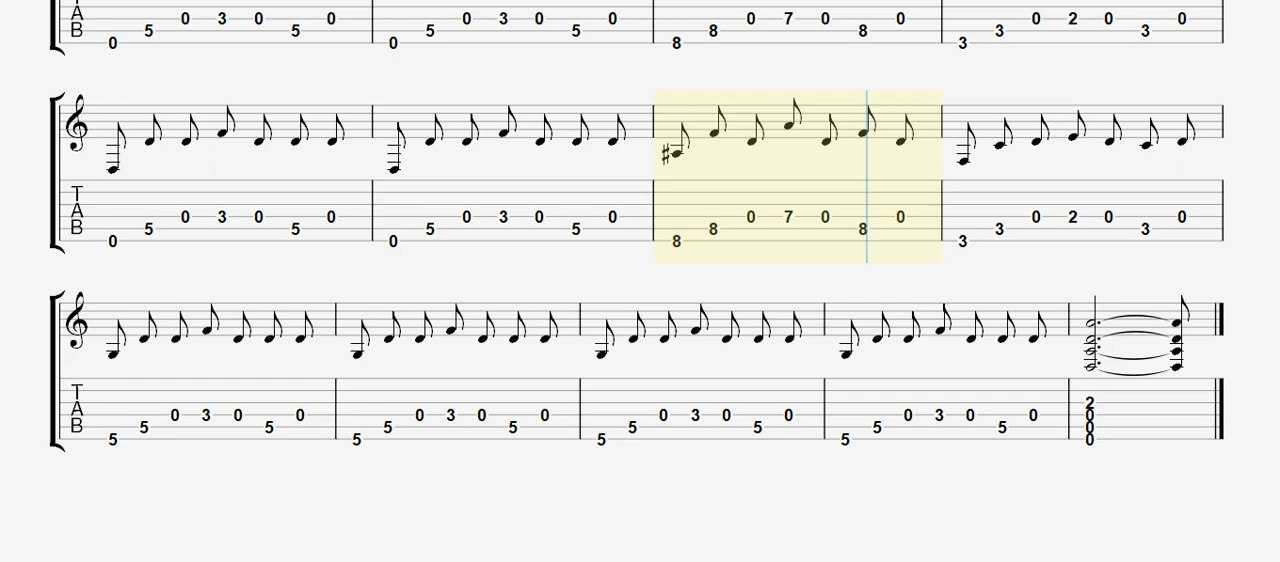 A 0 3 0 0 0 3 0 0 0 7 0 0 0 2 0 0
B 5 5 5 5 8 8 3 3
0 0 8 3
T
A 0 3 0 0 0 3 0 0 0 7 0 0 0 2 0 0
B 5 5 5 5 8 8 3 3
0 0 8 3
T
2
A 0 3 0 0 0 3 0 0 0 3 0 0 0 3 0 0 0
B 5 5 5 5 5 5 5 5 0
5 5 5 5 0